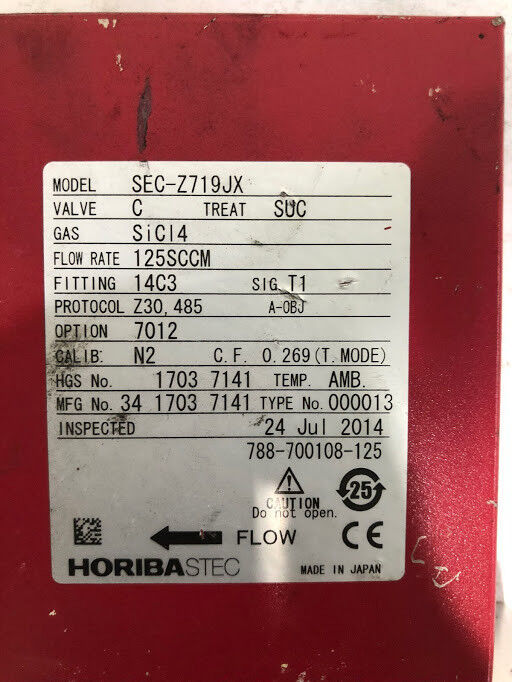 MODEL SEC-Z719JX
VALVE C TREAT SUC
GAS SiCl4
FLOW RATE 125SCCM
FITTING 14C3 SIG T1
PROTOCOL Z30, 485 A-OBJ
OPTION 7012
CALIB: N2 C.F. 0.269(T.MODE)
HGS No. 1703 7141 TEMP. AMB.
MFG No. 34 1703 7141 TYPE No. 000013
INSPECTED 24 Jul 2014
788-700108-125
25
CAUTION
Do not open.
FLOW CE
HORIBASTEC MADE IN JAPAN